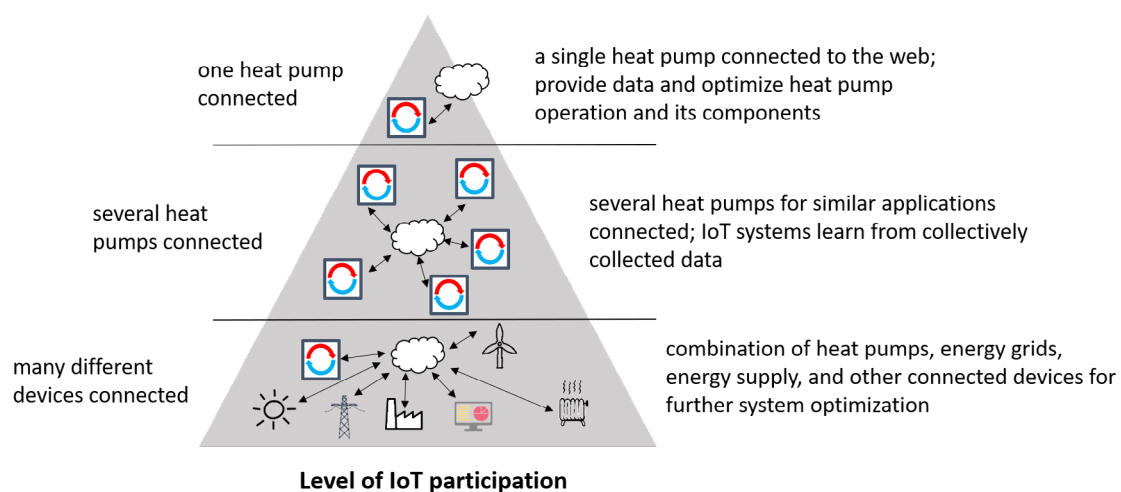 one heat pump
connected
a single heat pump connected to the web;
provide data and optimize heat pump
operation and its components
several heat
pumps connected
several heat pumps for similar applications
connected; IoT systems learn from collectively
collected data
many different
devices connected
combination of heat pumps, energy grids,
energy supply, and other connected devices for
further system optimization
Level of IoT participation